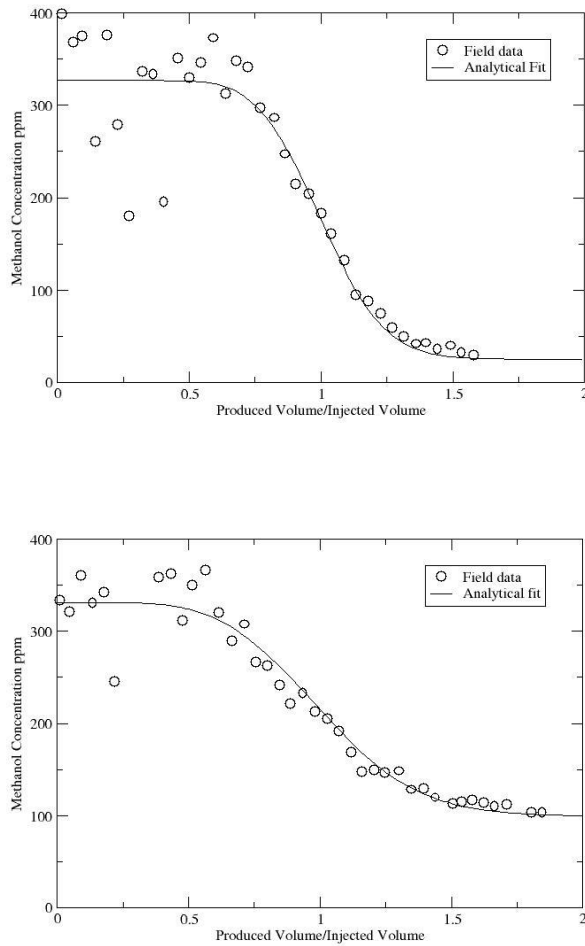 400
300
200
100
0
Methanol Concentration ppm
Field data
Analytical Fit
0 0.5 1 1.5 2
Produced Volume/Injected Volume
400
300
200
100
0
Methanol Concentration ppm
Field data
Analytical fit
0 0.5 1 1.5 2
Produced Volume/Injected Volume